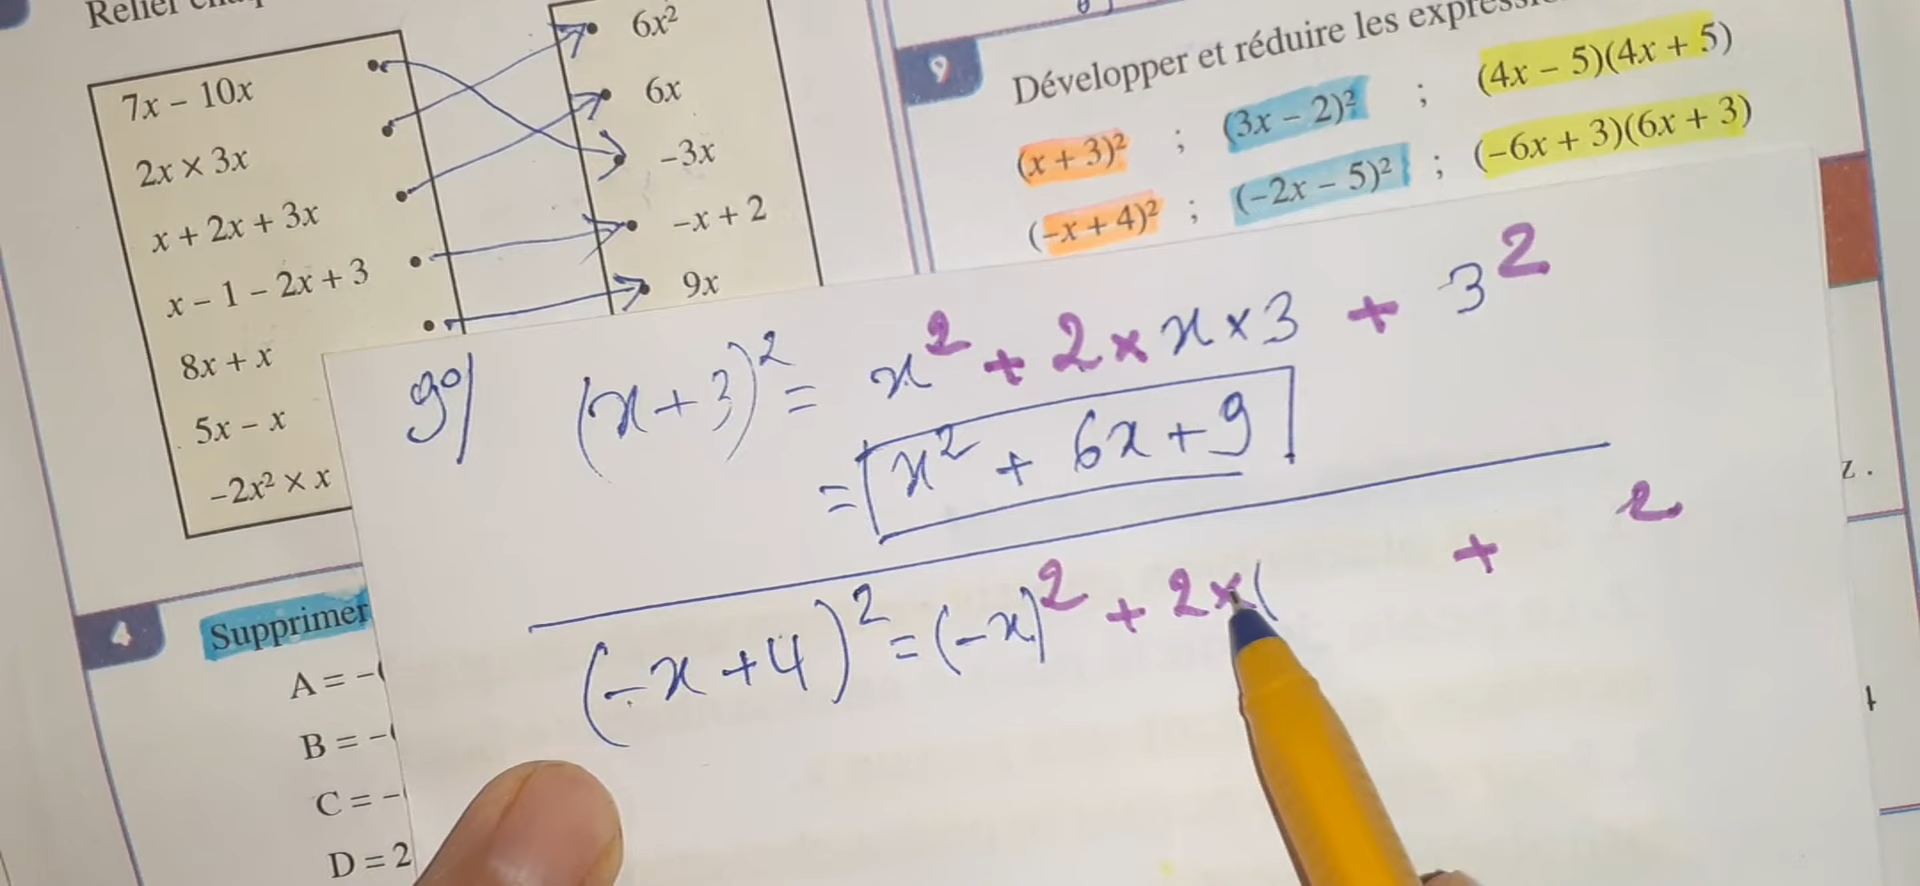 Relier
7x − 10x
2x × 3x
x + 2x + 3x
x − 1 − 2x + 3
8x + x
5x − x
−2x² × x
6x²
6x
−3x
−x + 2
9x
9
Développer et réduire les
(x + 3)² ; (3x − 2)² ; (4x − 5)(4x + 5)
(−x + 4)² ; (−2x − 5)² ; (−6x + 3)(6x + 3)
9°/ (x+3)² = x² + 2×x×3 + 3²
= x² + 6x + 9
(−x+4)² = (−x)² + 2×( + ²
4
Supprimer
A = −(
B = −(
C = −
D = 2